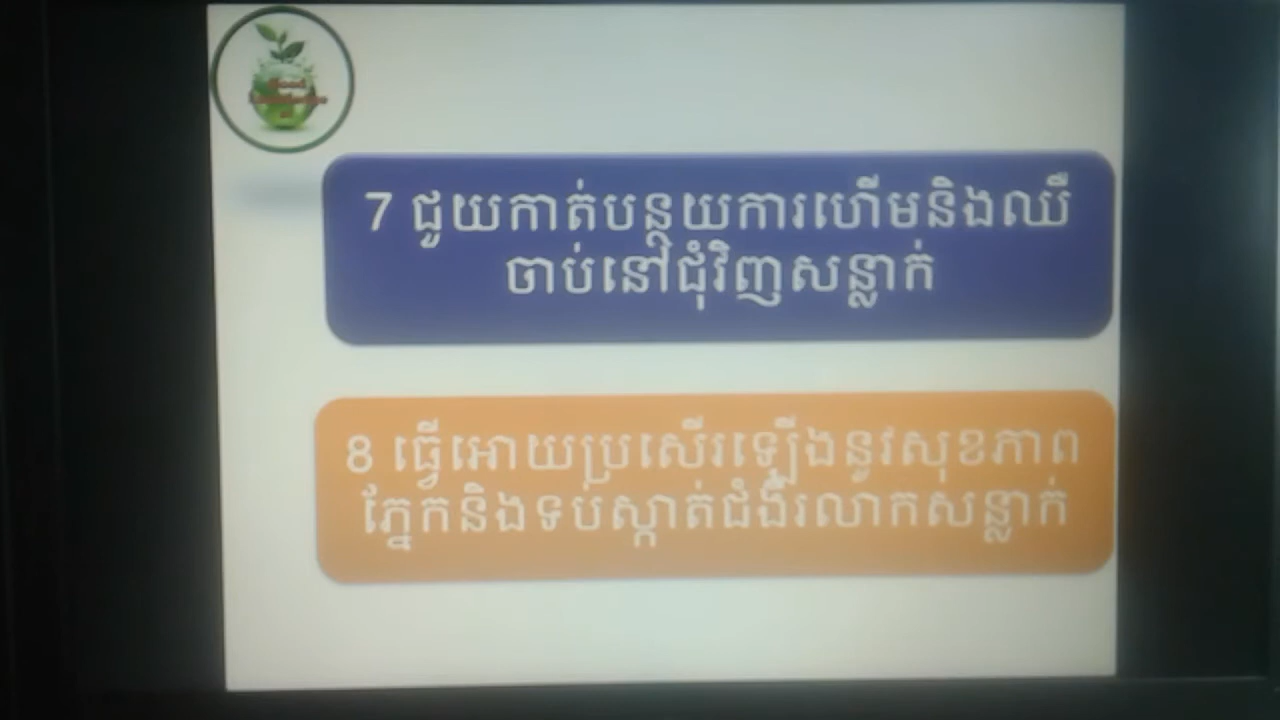 7 ជួយកាត់បន្ថយការហើមនិងឈឺ
ចាប់នៅជុំវិញសន្លាក់
8 ធ្វើអោយប្រសើរឡើងនូវសុខភាព
ភ្នែកនិងទប់ស្កាត់ជំងឺរលាកសន្លាក់